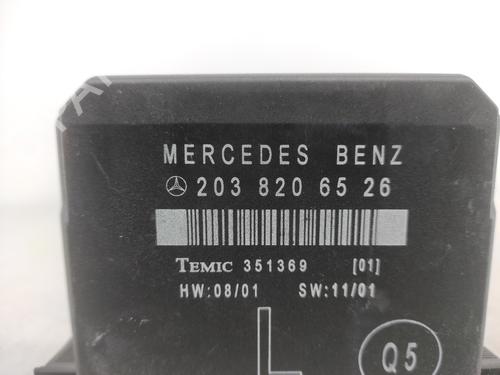 MERCEDES BENZ
203 820 65 26
TEMIC 351369 [01]
HW:08/01 SW:11/01
L
Q5